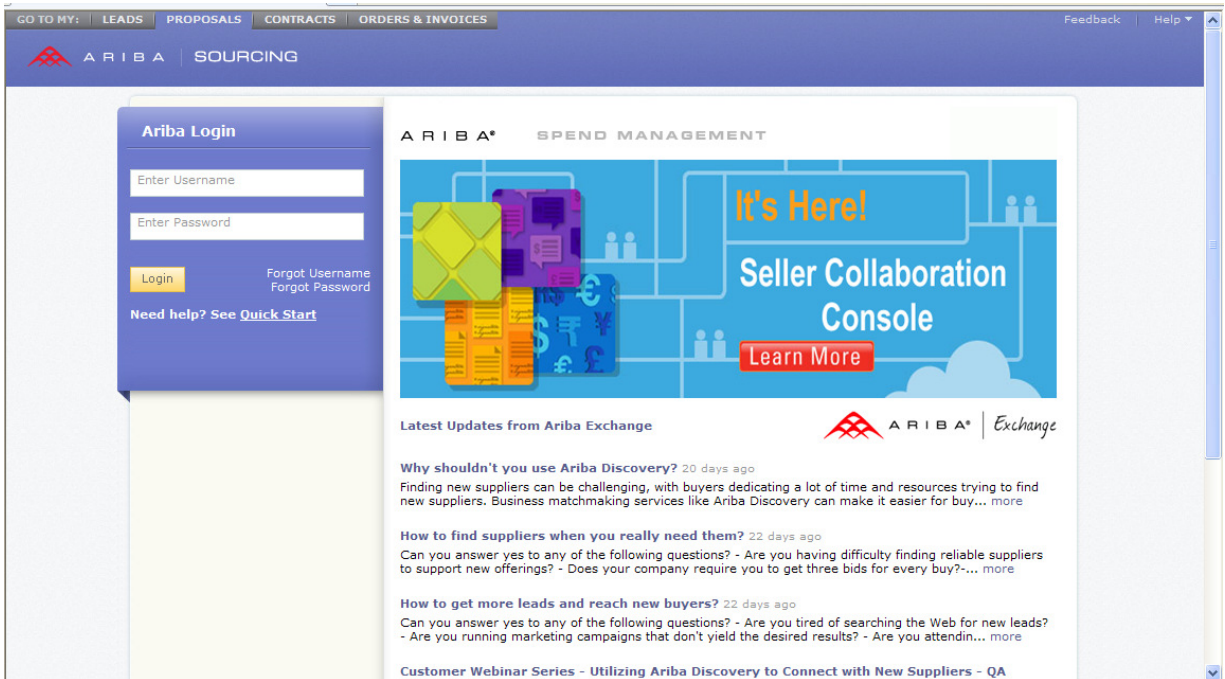 GO TO MY: LEADS PROPOSALS CONTRACTS ORDERS & INVOICES
Feedback Help
ARIBA SOURCING
Ariba Login
Enter Username
Enter Password
Login
Forgot Username
Forgot Password
Need help? See Quick Start
ARIBA® SPEND MANAGEMENT
It's Here!
Seller Collaboration
Console
Learn More
Latest Updates from Ariba Exchange
ARIBA® Exchange
Why shouldn't you use Ariba Discovery? 20 days ago
Finding new suppliers can be challenging, with buyers dedicating a lot of time and resources trying to find
new suppliers. Business matchmaking services like Ariba Discovery can make it easier for buy... more
How to find suppliers when you really need them? 22 days ago
Can you answer yes to any of the following questions? - Are you having difficulty finding reliable suppliers
to support new offerings? - Does your company require you to get three bids for every buy?-... more
How to get more leads and reach new buyers? 22 days ago
Can you answer yes to any of the following questions? - Are you tired of searching the Web for new leads?
- Are you running marketing campaigns that don't yield the desired results? - Are you attendin... more
Customer Webinar Series - Utilizing Ariba Discovery to Connect with New Suppliers - QA